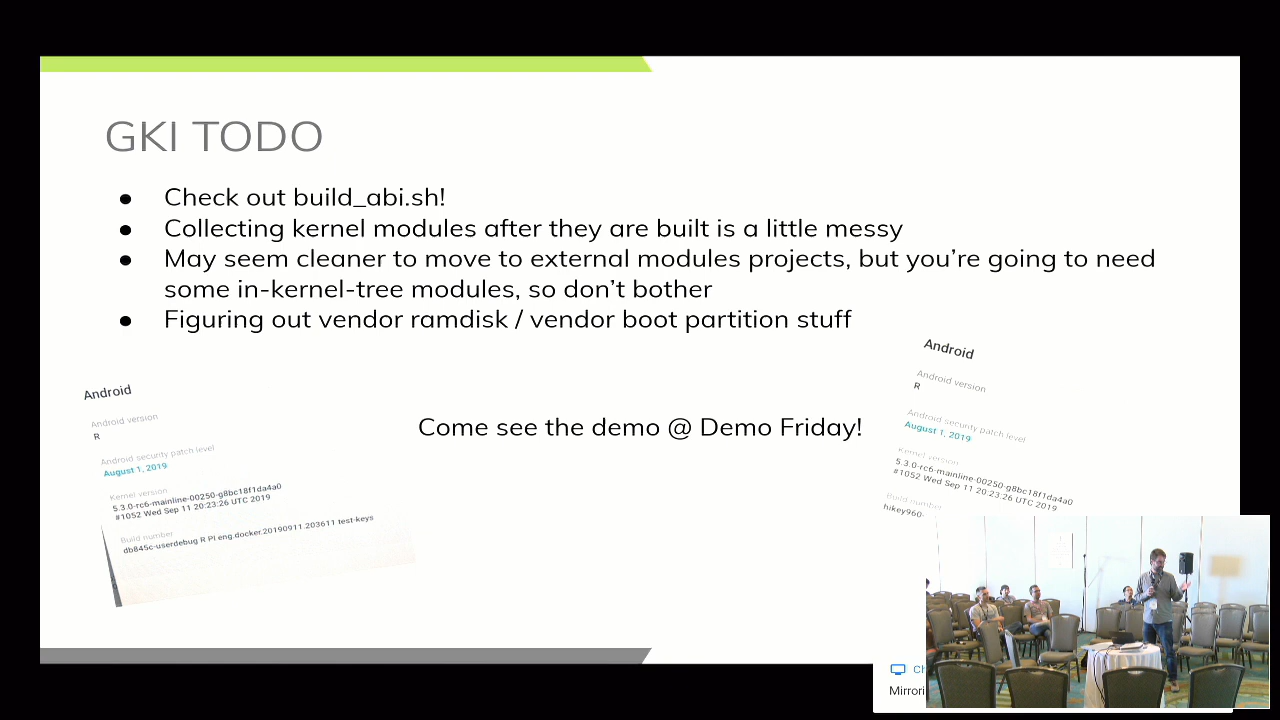 GKI TODO
● Check out build_abi.sh!
● Collecting kernel modules after they are built is a little messy
● May seem cleaner to move to external modules projects, but you’re going to need
some in-kernel-tree modules, so don’t bother
● Figuring out vendor ramdisk / vendor boot partition stuff
Android
Android version
R
Android security patch level
August 1, 2019
Kernel version
5.3.0-rc6-mainline-00250-g8bc18f1da4a0
#1052 Wed Sep 11 20:23:26 UTC 2019
Build number
db845c-userdebug R PI eng.docker.20190911.203611 test-keys
Come see the demo @ Demo Friday!
Android
Android version
R
Android security patch level
August 1, 2019
Kernel version
5.3.0-rc6-mainline-00250-g8bc18f1da4a0
#1052 Wed Sep 11 20:23:26 UTC 2019
Build number
hikey960-
Ch
Mirrori